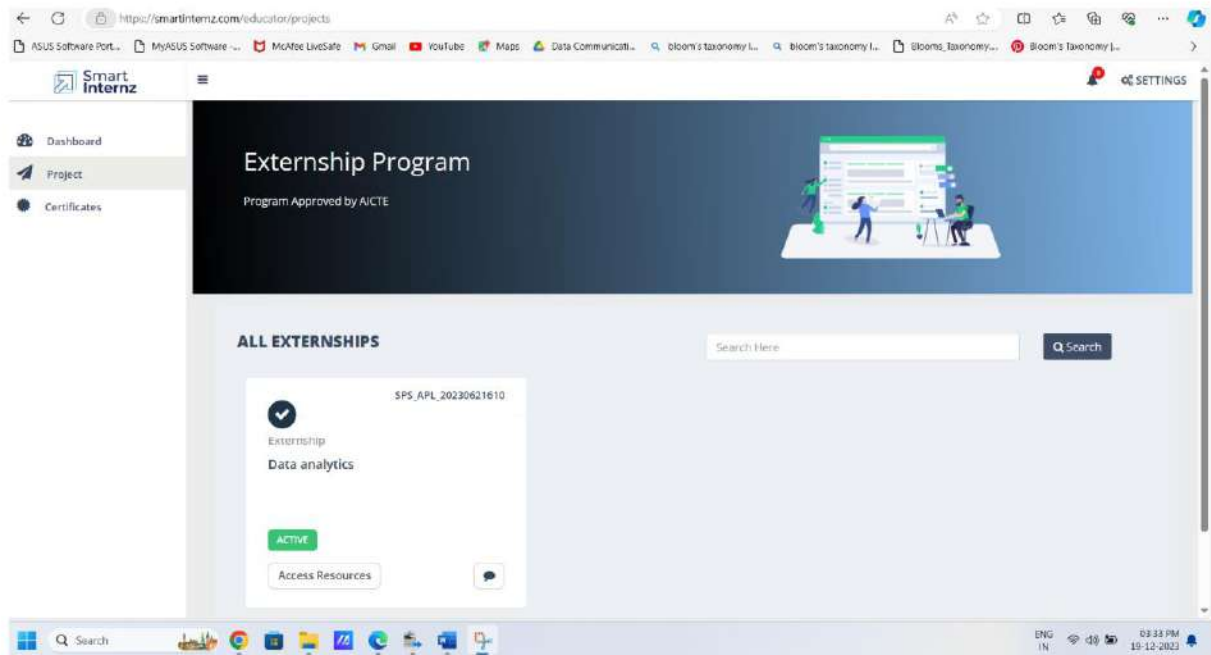 https://smartinternz.com/educator/projects
ASUS Software Port... MyASUS Software -... McAfee LiveSafe Gmail YouTube Maps Data Communicati... bloom's taxonomy l... bloom's taxonomy l... Blooms_Taxonomy,... Bloom's Taxonomy |...
Smart
Internz
SETTINGS
Dashboard
Project
Certificates
Externship Program
Program Approved by AICTE
ALL EXTERNSHIPS
Search Here
Search
SPS_APL_20230621610
Externship
Data analytics
ACTIVE
Access Resources
Search
ENG
IN
03:33 PM
19-12-2023